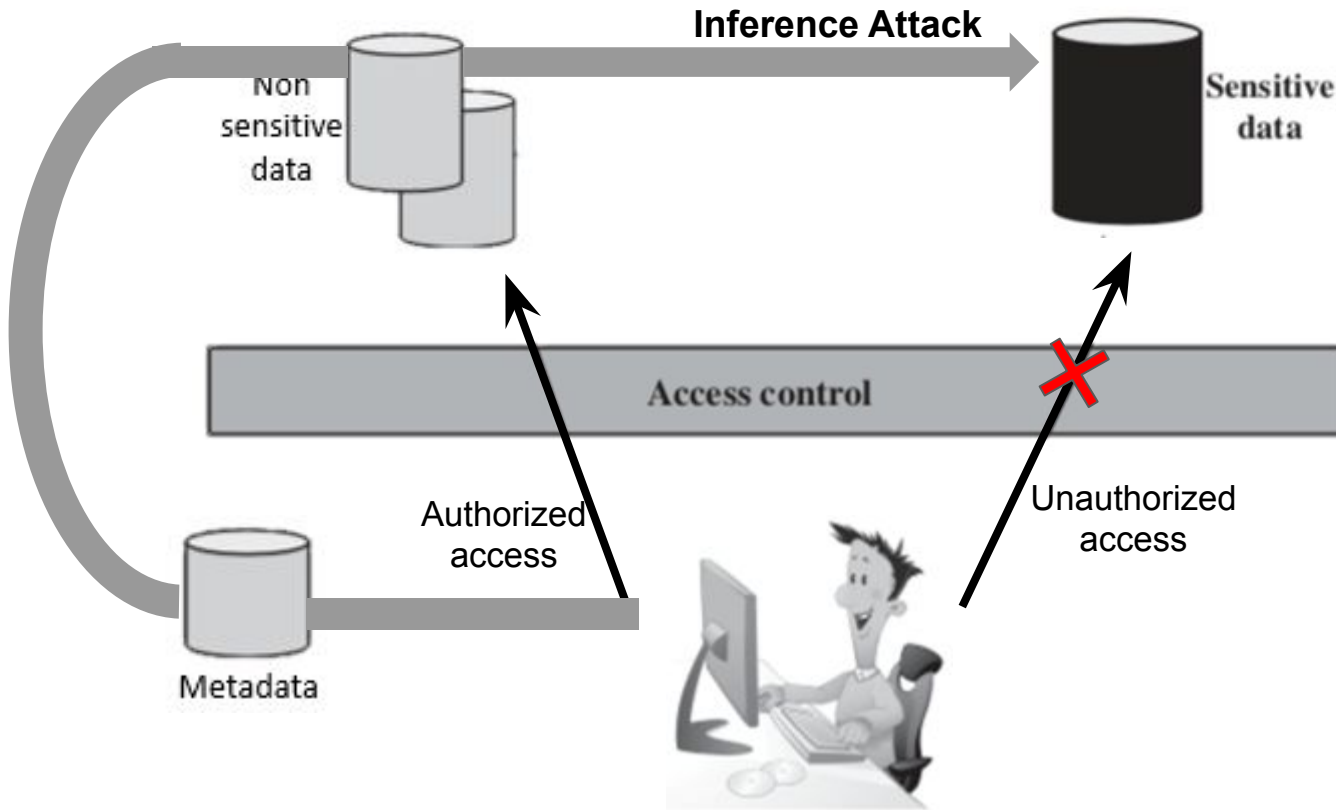 Inference Attack
Non
sensitive
data
Sensitive
data
Access control
Authorized
access
Unauthorized
access
Metadata